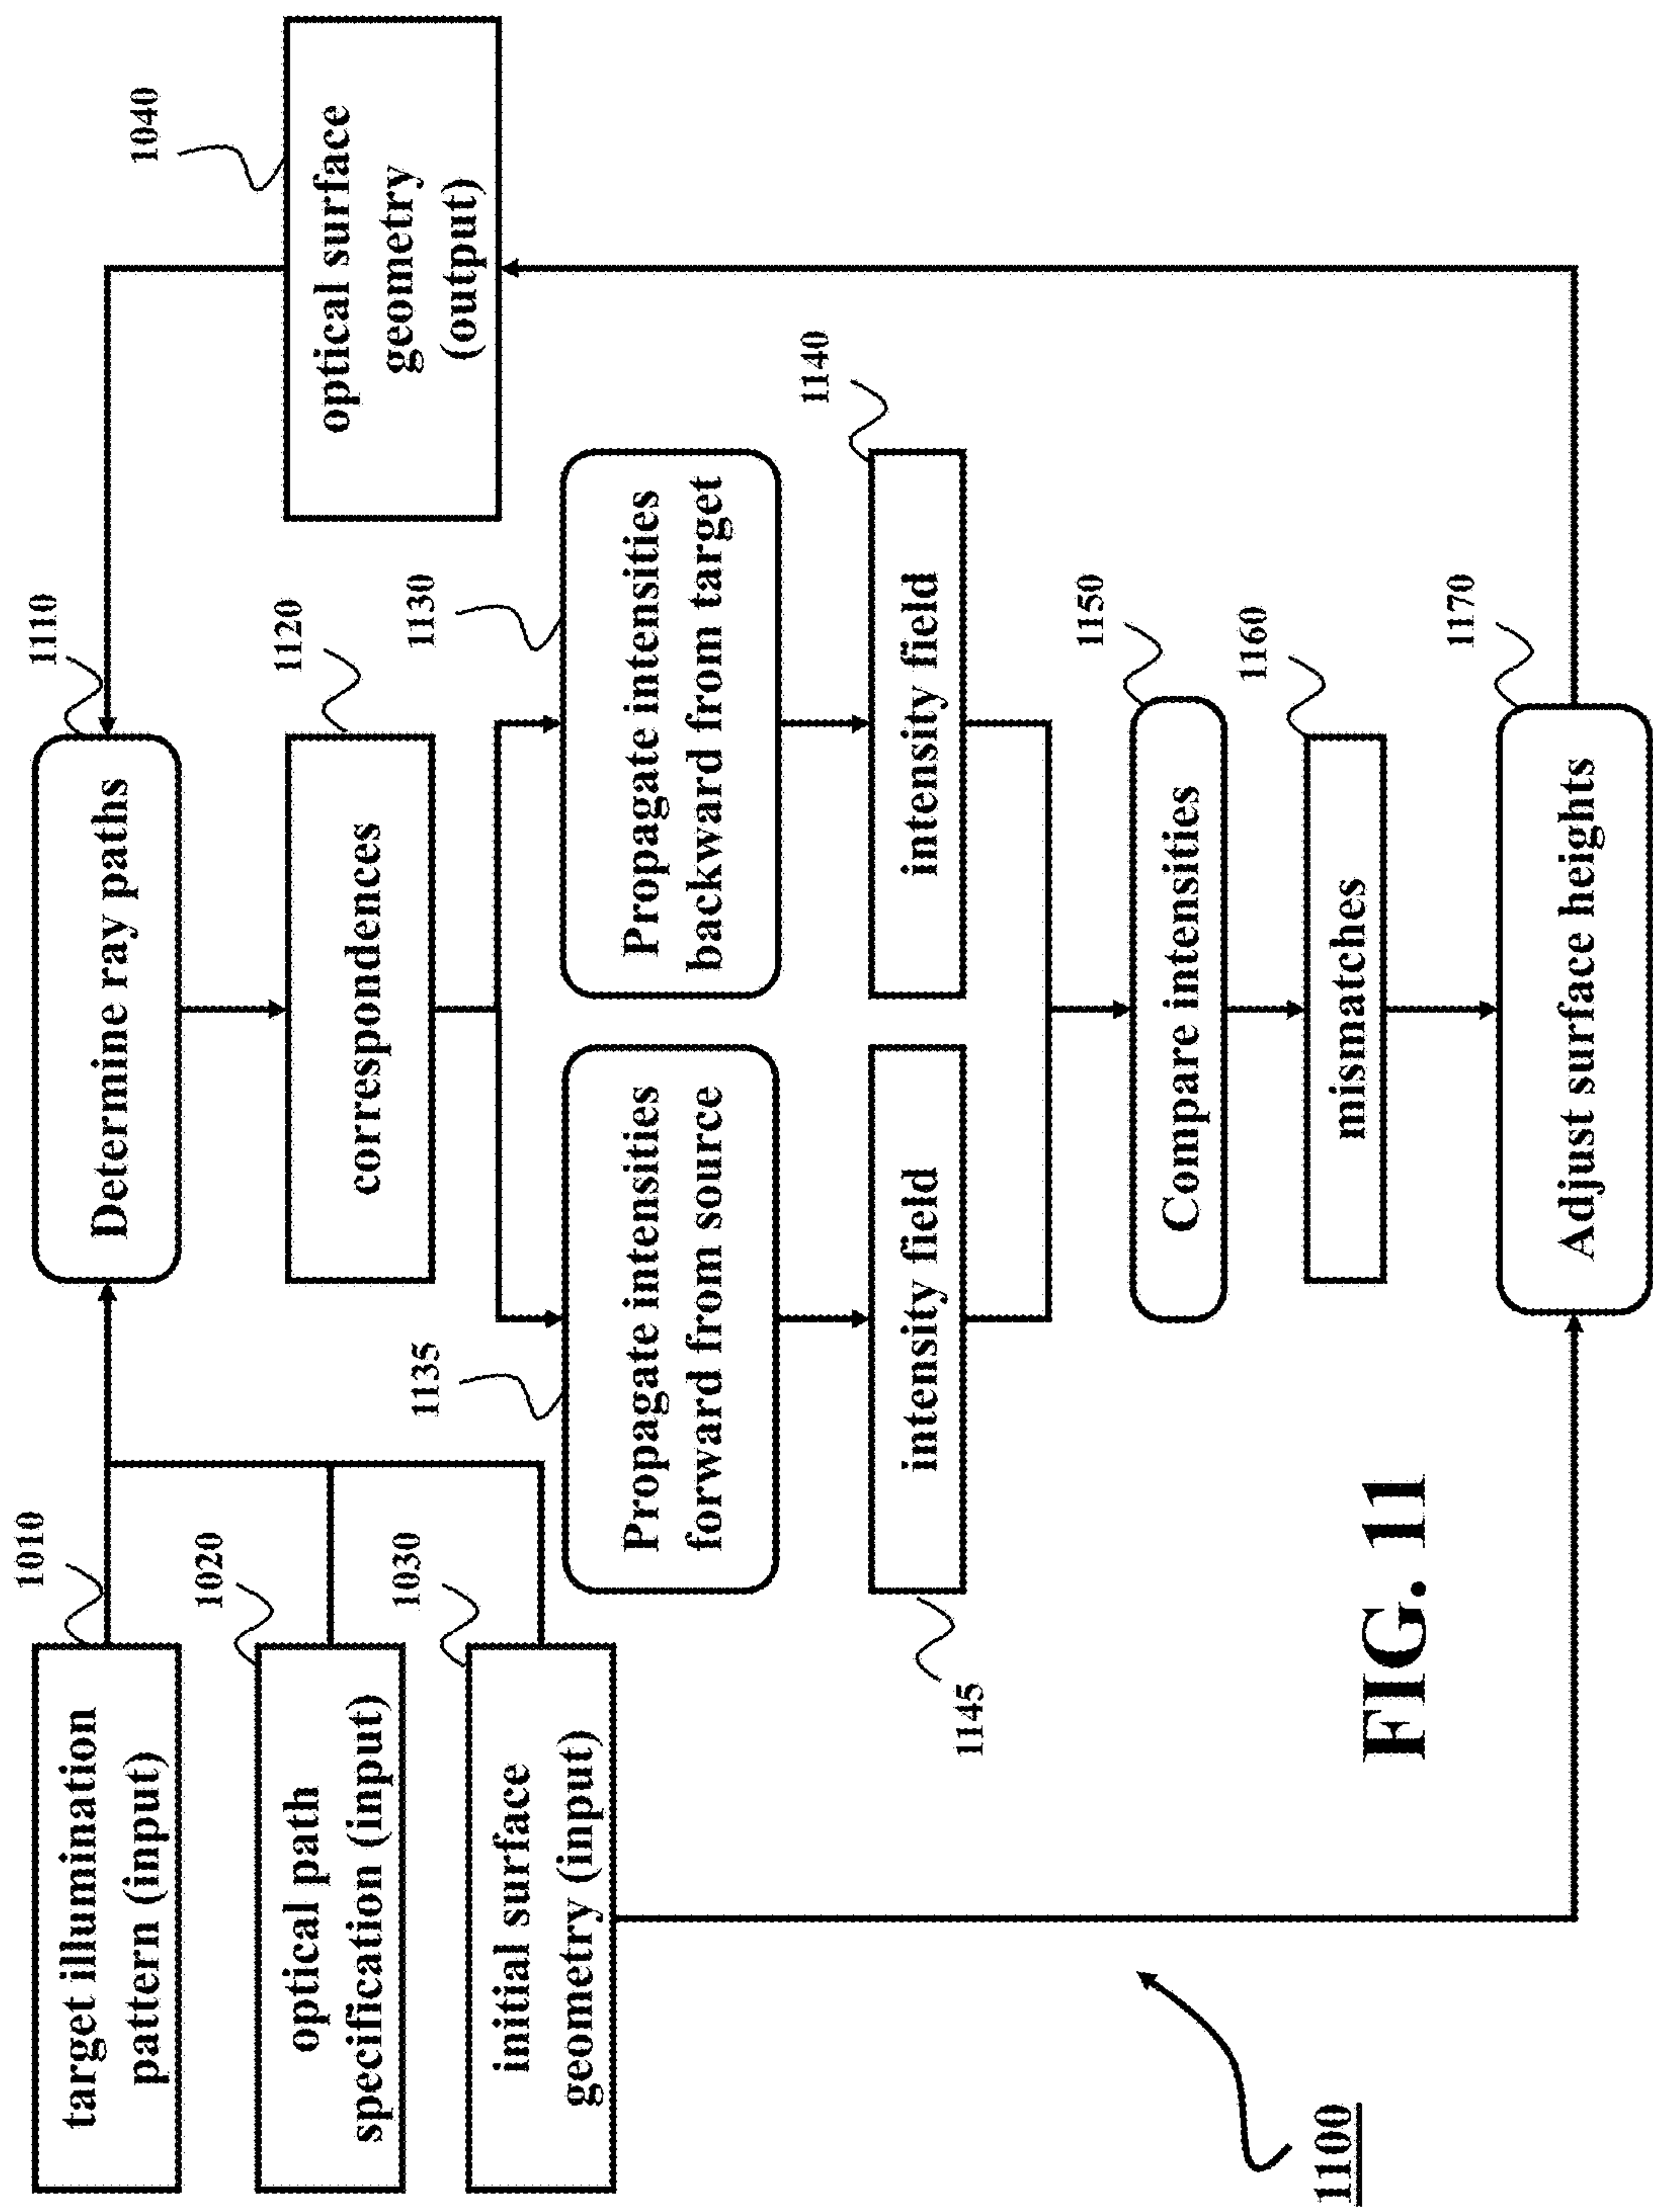 1010
target illumination
pattern (input)
1020
optical path
specification (input)
1030
initial surface
geometry (input)
1110
Determine ray paths
1120
correspondences
1135
Propagate intensities
forward from source
1130
Propagate intensities
backward from target
1145
intensity field
1140
intensity field
1150
Compare intensities
1160
mismatches
1170
Adjust surface heights
1040
optical surface
geometry
(output)
1100
FIG. 11